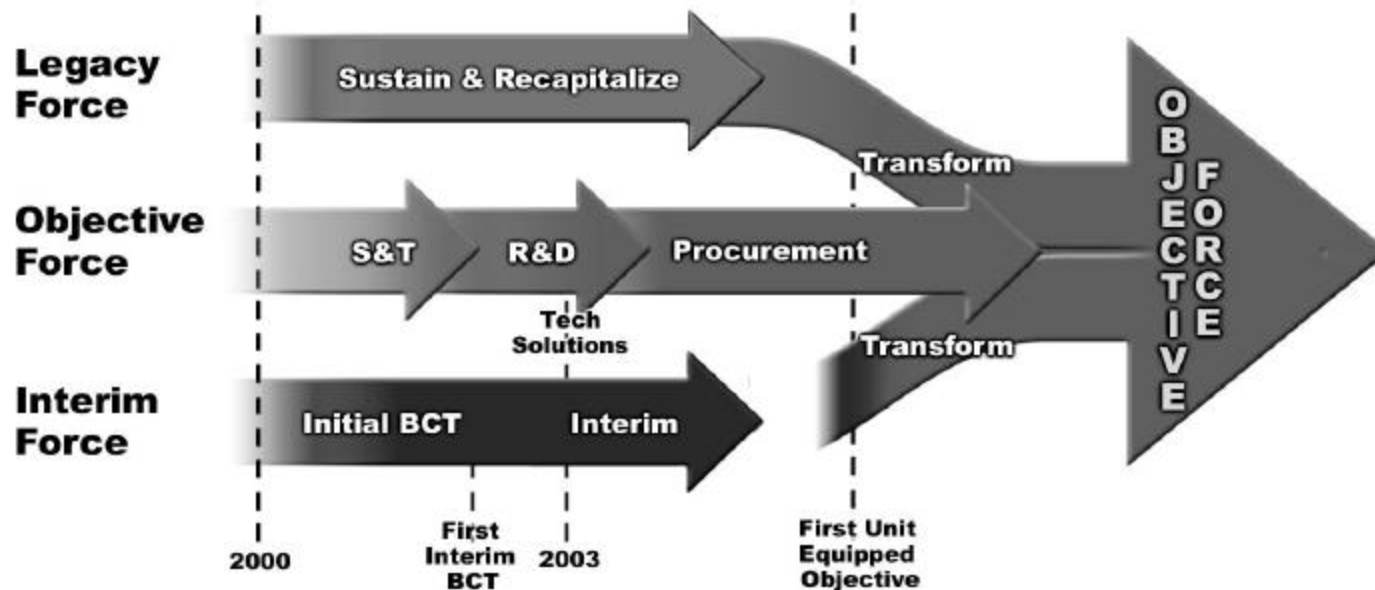 Legacy
Force
Sustain & Recapitalize
Transform
Objective
Force
S&T
R&D
Procurement
Tech
Solutions
Transform
Interim
Force
Initial BCT
Interim
OBJECTIVE
FORCE
2000
First
Interim
BCT
2003
First Unit
Equipped
Objective